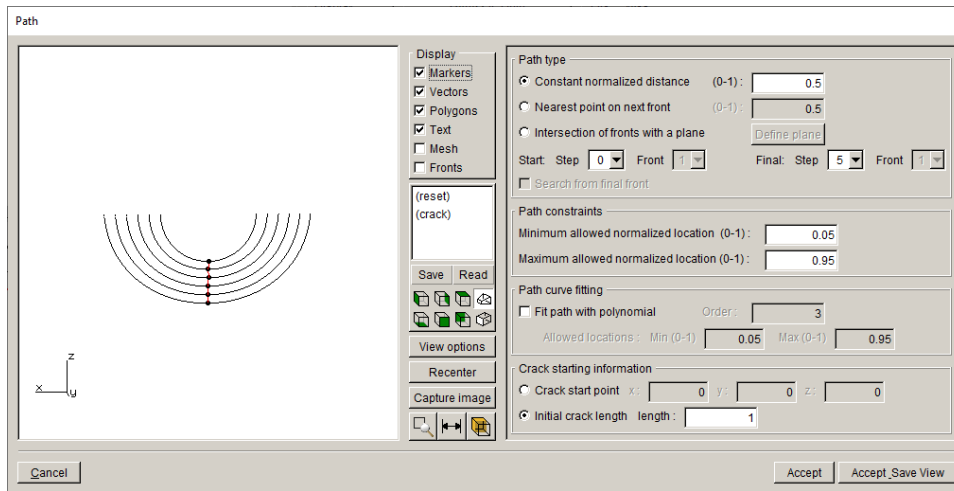 Path
Display
Markers
Vectors
Polygons
Text
Mesh
Fronts
(reset)
(crack)
Save Read
View options
Recenter
Capture image
z
x
y
Path type
Constant normalized distance (0-1) : 0.5
Nearest point on next front (0-1) : 0.5
Intersection of fronts with a plane Define plane
Start: Step 0 Front 1 Final: Step 5 Front 1
Search from final front
Path constraints
Minimum allowed normalized location (0-1) : 0.05
Maximum allowed normalized location (0-1) : 0.95
Path curve fitting
Fit path with polynomial Order : 3
Allowed locations : Min (0-1) 0.05 Max (0-1) 0.95
Crack starting information
Crack start point x : 0 y : 0 z : 0
Initial crack length length : 1
Cancel Accept Accept_Save View